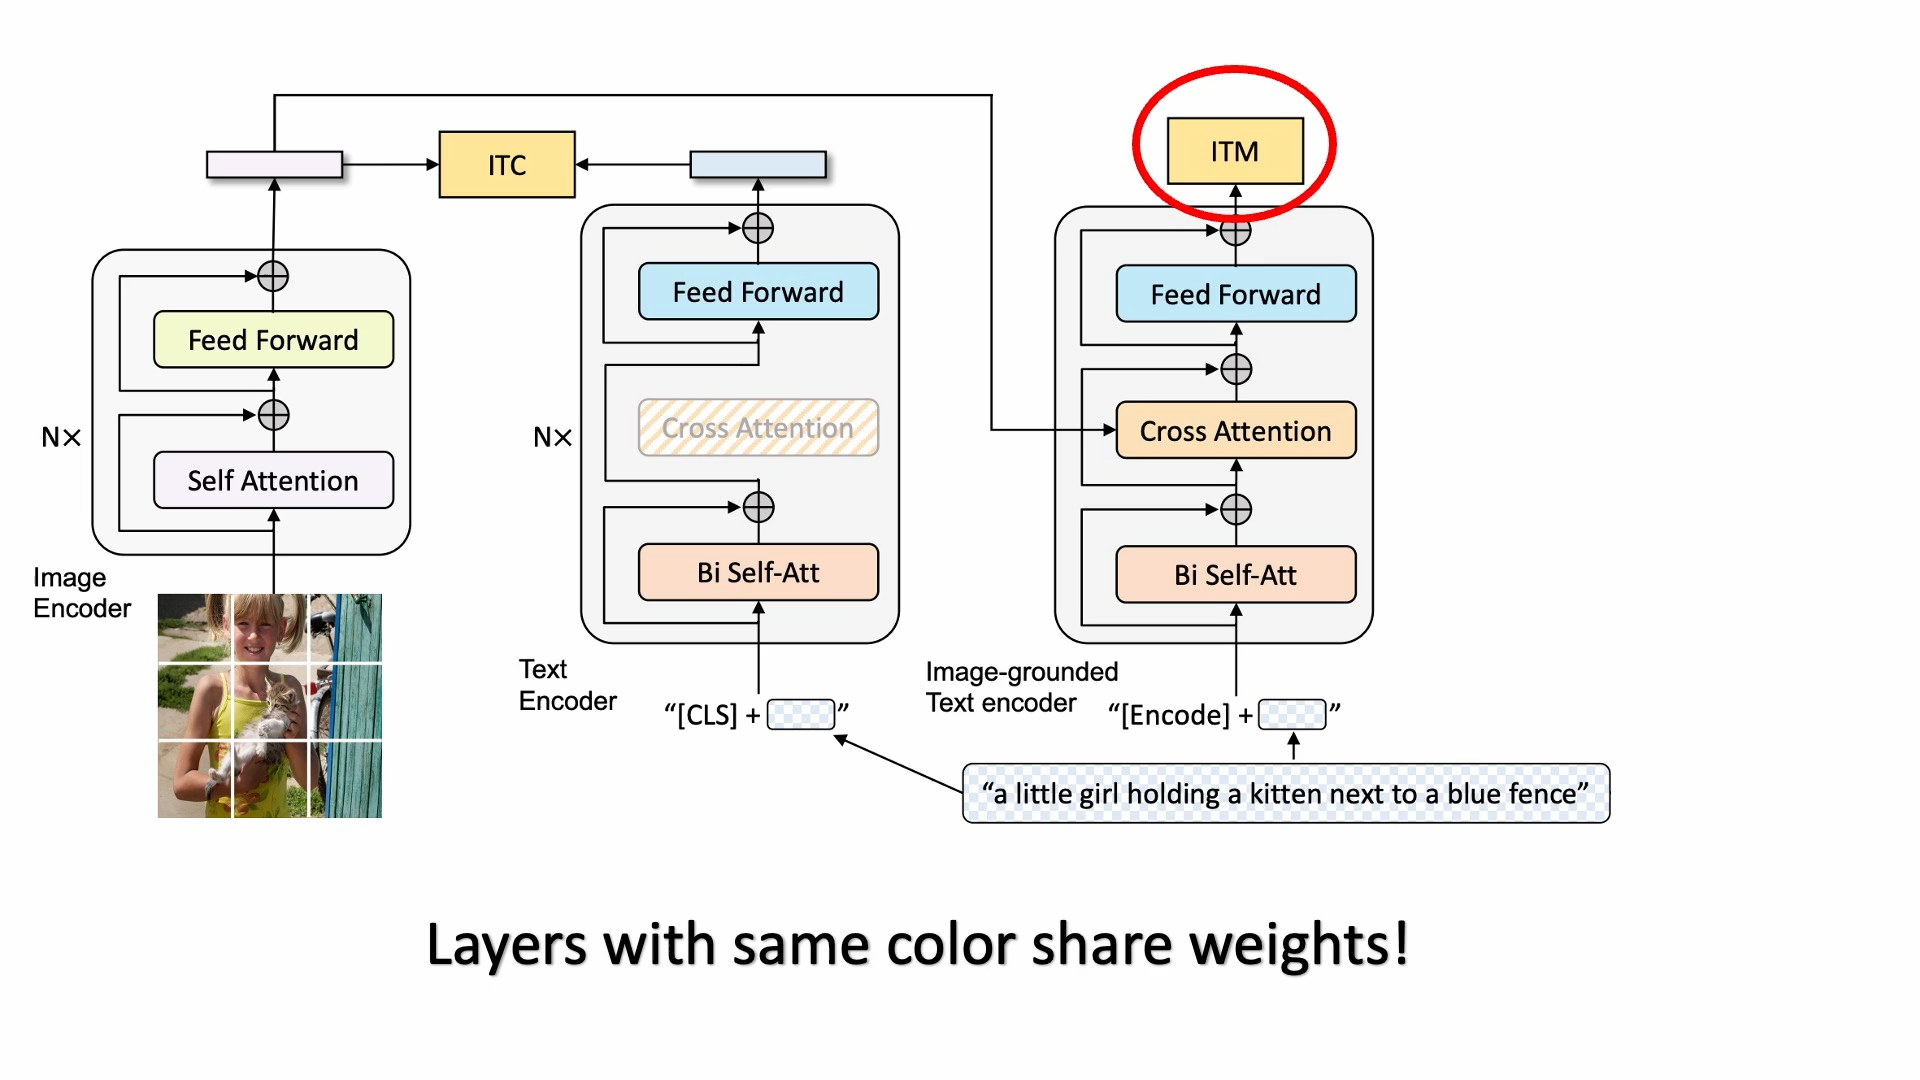 ITC
ITM
Feed Forward
Feed Forward
Feed Forward
N×
N×
Cross Attention
Cross Attention
Self Attention
Bi Self-Att
Bi Self-Att
Image
Encoder
Text
Encoder
Image-grounded
Text encoder
“[CLS] + ”
“[Encode] + ”
“a little girl holding a kitten next to a blue fence”
Layers with same color share weights!